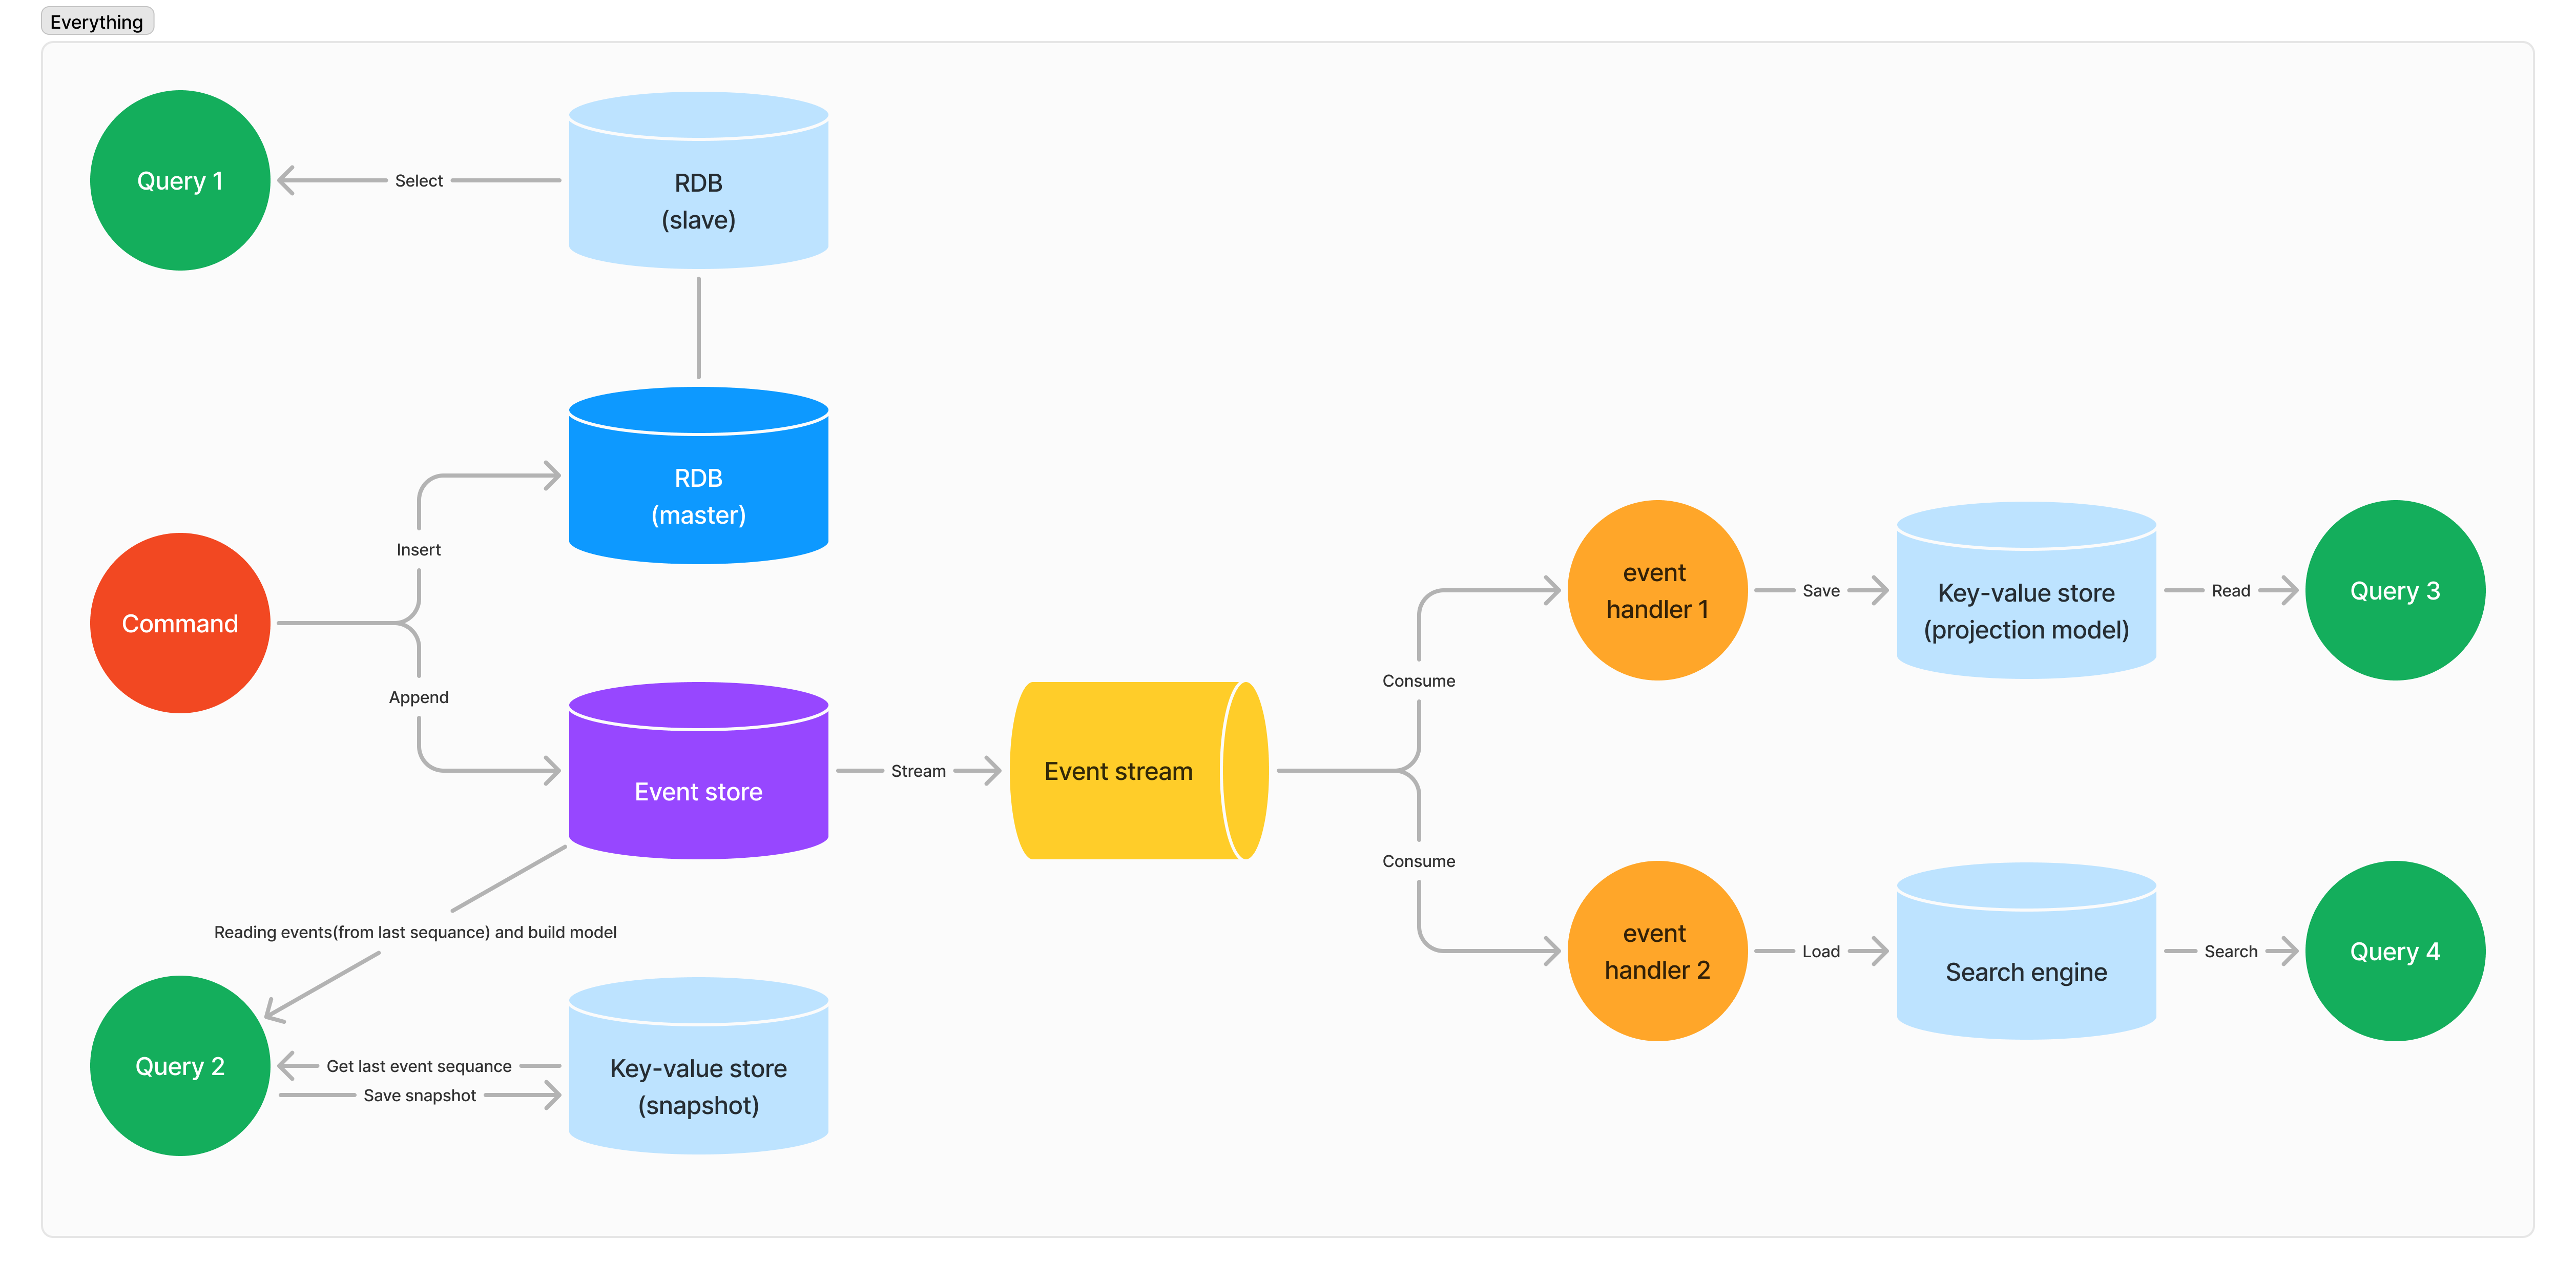 Everything
Query 1
Select
RDB
(slave)
RDB
(master)
Insert
Command
Append
Event store
Stream
Event stream
Consume
Consume
event
handler 1
Save
Key-value store
(projection model)
Read
Query 3
event
handler 2
Load
Search engine
Search
Query 4
Reading events(from last sequance) and build model
Query 2
Get last event sequance
Save snapshot
Key-value store
(snapshot)